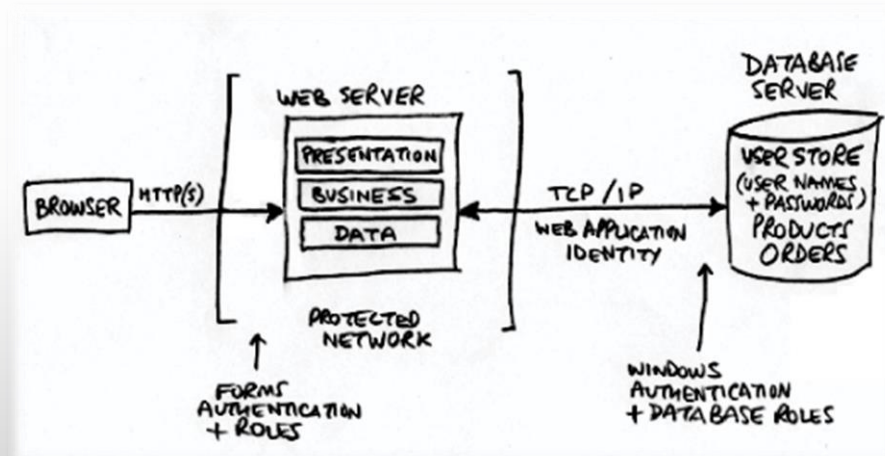 BROWSER
HTTP(S)
WEB SERVER
PRESENTATION
BUSINESS
DATA
PROTECTED
NETWORK
FORMS
AUTHENTICATION
+ ROLES
TCP/IP
WEB APPLICATION
IDENTITY
DATABASE
SERVER
USER STORE
(USER NAMES
+ PASSWORDS)
PRODUCTS
ORDERS
WINDOWS
AUTHENTICATION
+ DATABASE ROLES